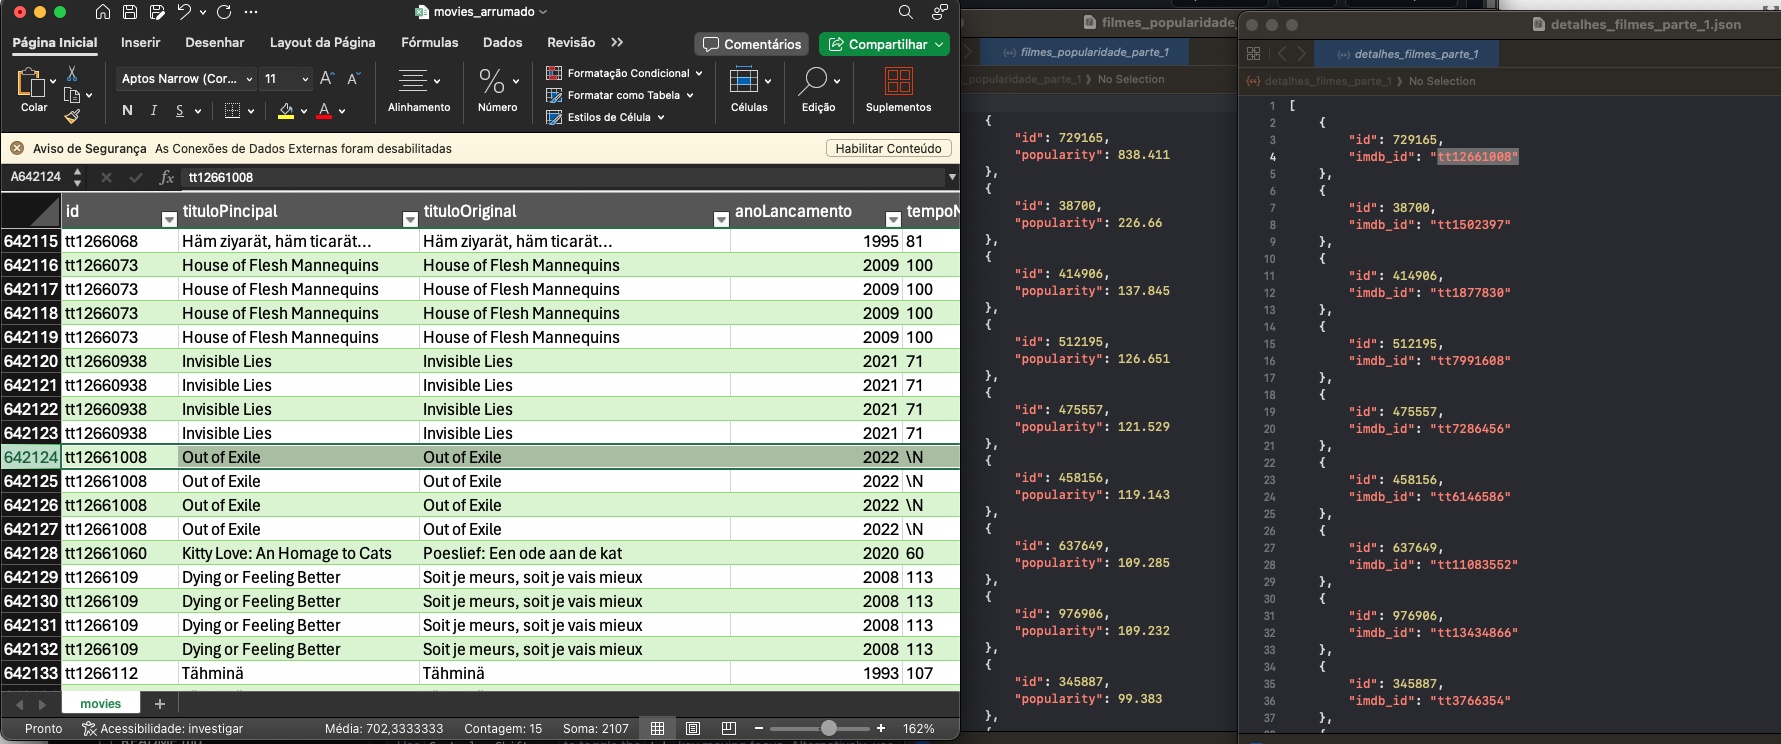 movies_arrumado
Página Inicial Inserir Desenhar Layout da Página Fórmulas Dados Revisão >> Comentários Compartilhar
Colar
Aptos Narrow (Cor... 11
N I S
Alinhamento
Número
Formatação Condicional
Formatar como Tabela
Estilos de Célula
Células
Edição
Suplementos
Aviso de Segurança As Conexões de Dados Externas foram desabilitadas Habilitar Conteúdo
A642124 fx tt12661008
id tituloPincipal tituloOriginal anoLancamento
642115 tt1266068 Häm ziyarät, häm ticarät... Häm ziyarät, häm ticarät... 1995 81
642116 tt1266073 House of Flesh Mannequins House of Flesh Mannequins 2009 100
642117 tt1266073 House of Flesh Mannequins House of Flesh Mannequins 2009 100
642118 tt1266073 House of Flesh Mannequins House of Flesh Mannequins 2009 100
642119 tt1266073 House of Flesh Mannequins House of Flesh Mannequins 2009 100
642120 tt12660938 Invisible Lies Invisible Lies 2021 71
642121 tt12660938 Invisible Lies Invisible Lies 2021 71
642122 tt12660938 Invisible Lies Invisible Lies 2021 71
642123 tt12660938 Invisible Lies Invisible Lies 2021 71
642124 tt12661008 Out of Exile Out of Exile 2022 \N
642125 tt12661008 Out of Exile Out of Exile 2022 \N
642126 tt12661008 Out of Exile Out of Exile 2022 \N
642127 tt12661008 Out of Exile Out of Exile 2022 \N
642128 tt12661060 Kitty Love: An Homage to Cats Poeslief: Een ode aan de kat 2020 60
642129 tt1266109 Dying or Feeling Better Soit je meurs, soit je vais mieux 2008 113
642130 tt1266109 Dying or Feeling Better Soit je meurs, soit je vais mieux 2008 113
642131 tt1266109 Dying or Feeling Better Soit je meurs, soit je vais mieux 2008 113
642132 tt1266109 Dying or Feeling Better Soit je meurs, soit je vais mieux 2008 113
642133 tt1266112 Tähminä Tähminä 1993 107
movies +
Pronto Acessibilidade: investigar Média: 702,3333333 Contagem: 15 Soma: 2107 162%
filmes_popularidade_
filmes_popularidade_parte_1
_popularidade_parte_1 > No Selection
{
"id": 729165,
"popularity": 838.411
},
{
"id": 38700,
"popularity": 226.66
},
{
"id": 414906,
"popularity": 137.845
},
{
"id": 512195,
"popularity": 126.651
},
{
"id": 475557,
"popularity": 121.529
},
{
"id": 458156,
"popularity": 119.143
},
{
"id": 637649,
"popularity": 109.285
},
{
"id": 976906,
"popularity": 109.232
},
{
"id": 345887,
"popularity": 99.383
},
detalhes_filmes_parte_1.json
detalhes_filmes_parte_1
detalhes_filmes_parte_1 > No Selection
1 [
2 {
3 "id": 729165,
4 "imdb_id": "tt12661008"
5 },
6 {
7 "id": 38700,
8 "imdb_id": "tt1502397"
9 },
10 {
11 "id": 414906,
12 "imdb_id": "tt1877830"
13 },
14 {
15 "id": 512195,
16 "imdb_id": "tt7991608"
17 },
18 {
19 "id": 475557,
20 "imdb_id": "tt7286456"
21 },
22 {
23 "id": 458156,
24 "imdb_id": "tt6146586"
25 },
26 {
27 "id": 637649,
28 "imdb_id": "tt11083552"
29 },
30 {
31 "id": 976906,
32 "imdb_id": "tt13434866"
33 },
34 {
35 "id": 345887,
36 "imdb_id": "tt3766354"
37 },